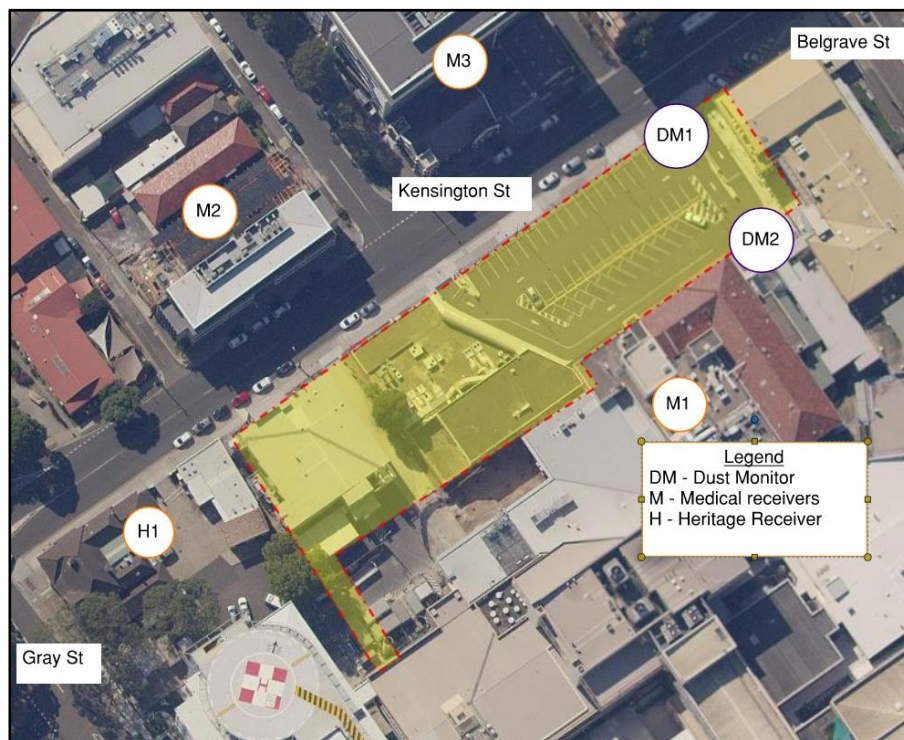 Belgrave St
M3
DM1
Kensington St
M2
DM2
M1
Legend
DM - Dust Monitor
M - Medical receivers
H - Heritage Receiver
H1
Gray St
H